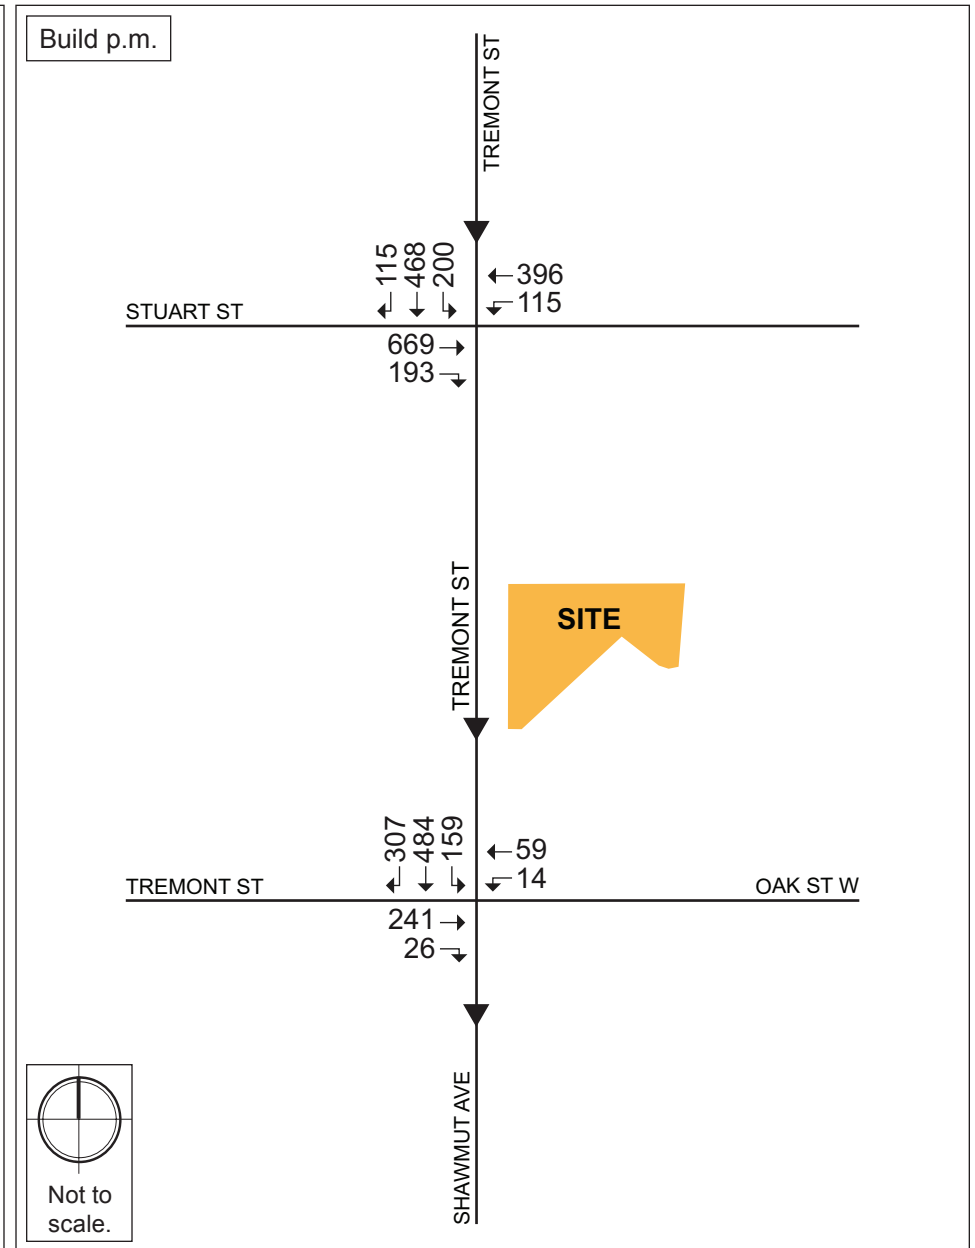 Build p.m.
TREMONT ST
115
468
200
396
115
STUART ST
669
193
TREMONT ST
SITE
307
484
159
59
14
TREMONT ST
OAK ST W
241
26
SHAWMUT AVE
Not to
scale.